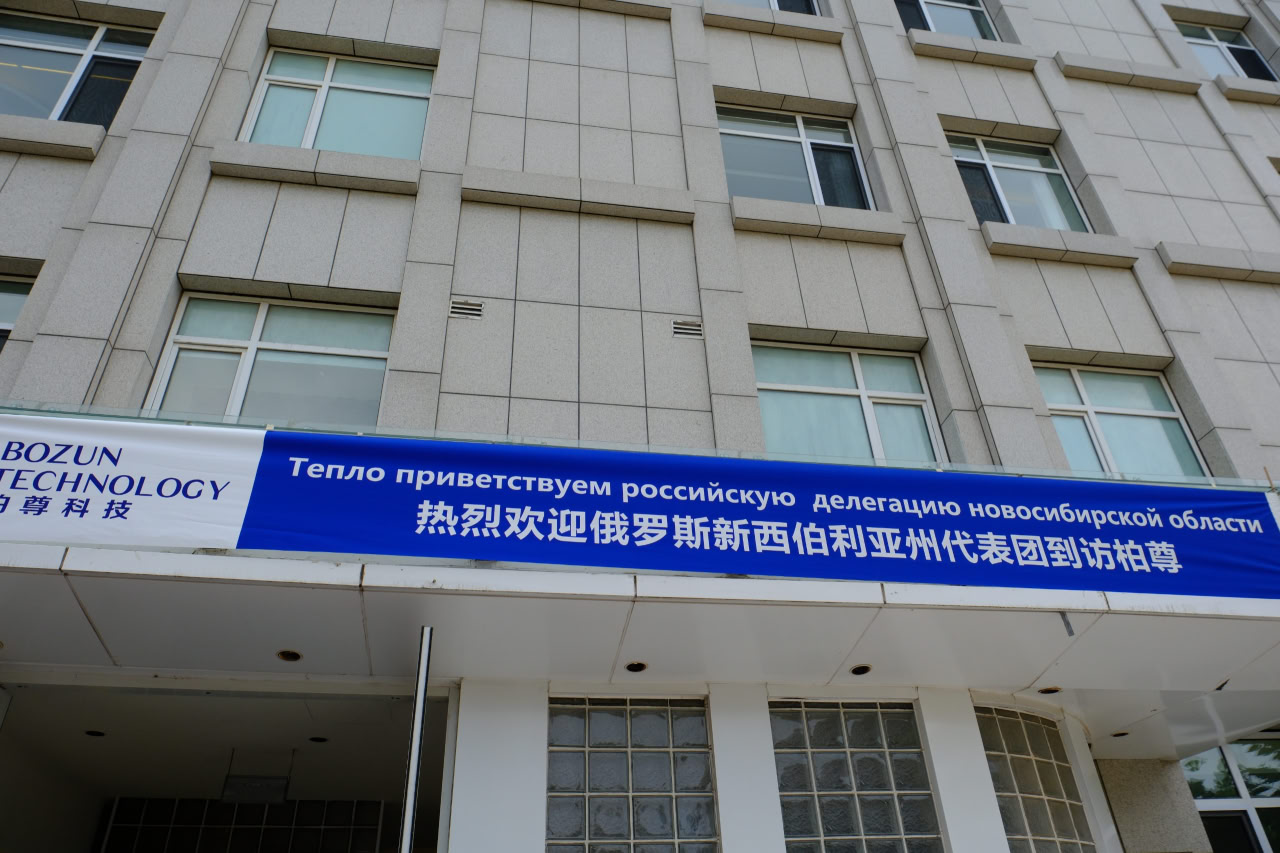 BOZUN
TECHNOLOGY
柏尊科技
Тепло приветствуем российскую делегацию новосибирской области
热烈欢迎俄罗斯新西伯利亚州代表团到访柏尊